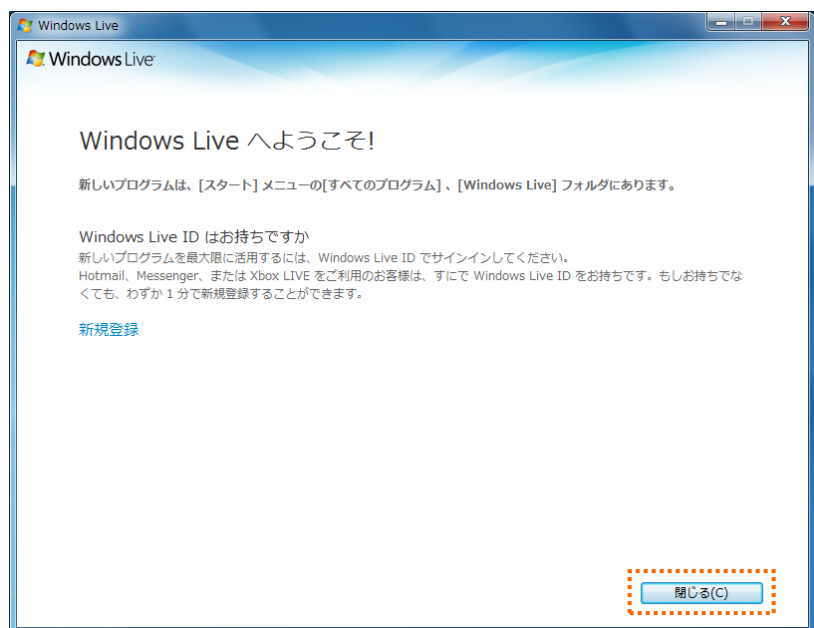 Windows Live
Windows Live
Windows Live へようこそ!
新しいプログラムは、[スタート] メニューの[すべてのプログラム] 、[Windows Live] フォルダにあります。
Windows Live ID はお持ちですか
新しいプログラムを最大限に活用するには、Windows Live ID でサインインしてください。
Hotmail、Messenger、または Xbox LIVE をご利用のお客様は、すでに Windows Live ID をお持ちです。もしお持ちでな
くても、わずか 1 分で新規登録することができます。
新規登録
閉じる(C)